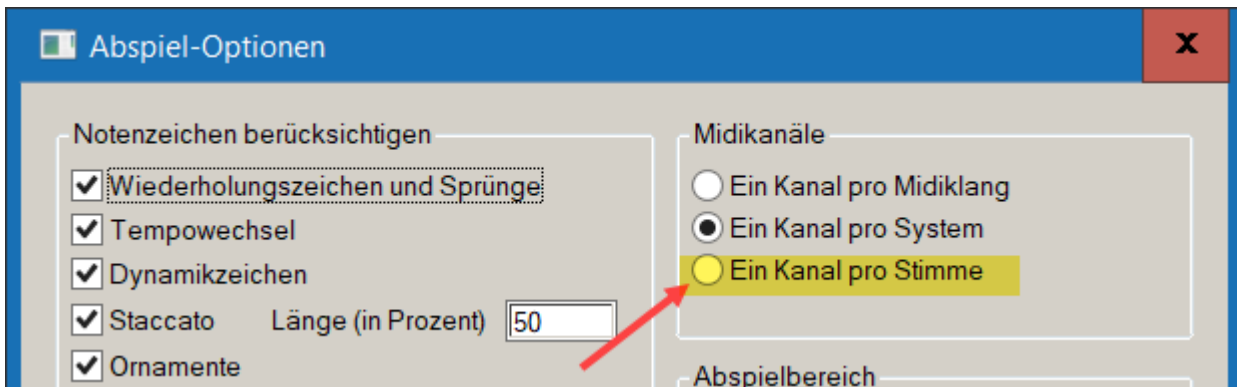 Abspiel-Optionen
x
Notenzeichen berücksichtigen
Wiederholungszeichen und Sprünge
Tempowechsel
Dynamikzeichen
Staccato Länge (in Prozent) 50
Ornamente
Midikanäle
Ein Kanal pro Midiklang
Ein Kanal pro System
Ein Kanal pro Stimme
Abspielbereich